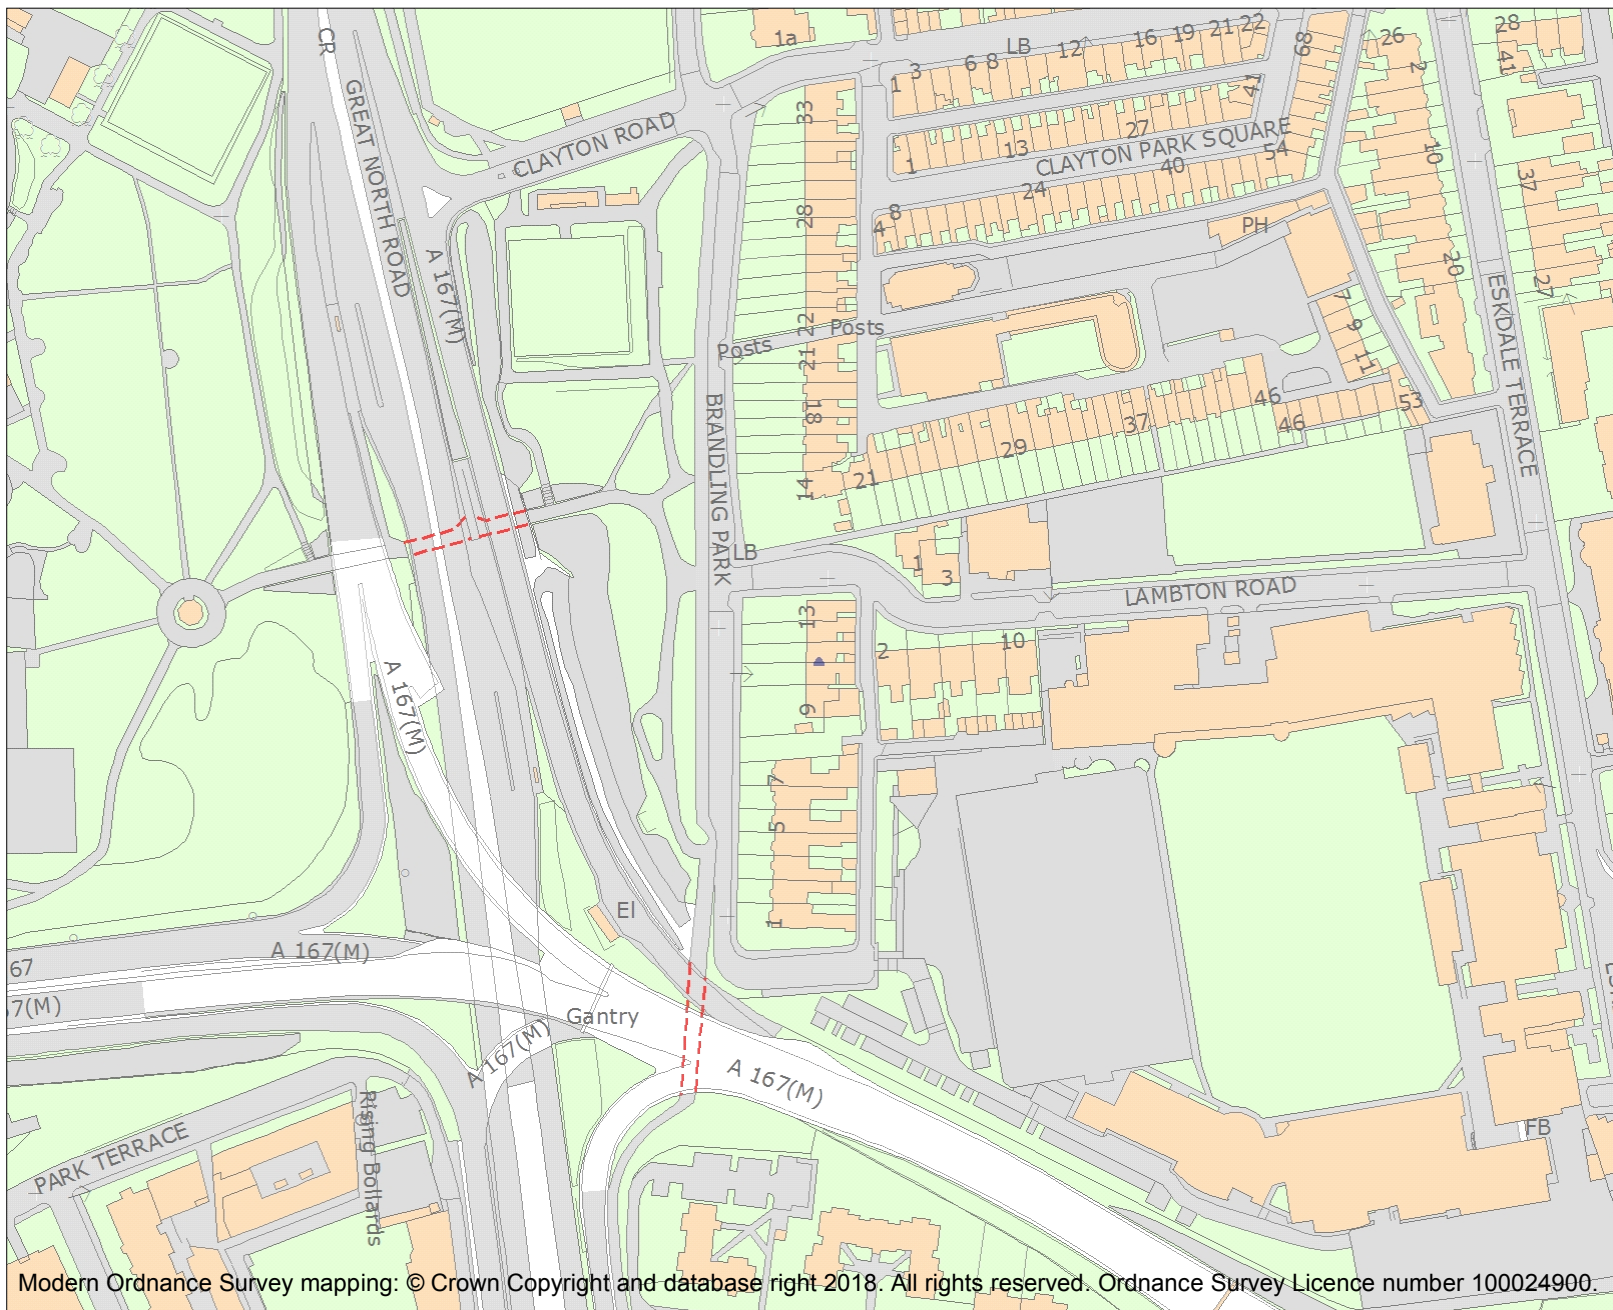 CR
GREAT NORTH ROAD
A 167(M)
CLAYTON ROAD
1a
LB
1
3
6
8
12
16
19
21
22
68
26
2
28
41
33
1
13
27
41
CLAYTON PARK SQUARE
4
8
24
40
54
28
10
37
PH
20
27
ESKDALE TERRACE
22
Posts
Posts
21
18
14
7
9
11
21
29
37
46
46
53
BRANDLING PARK
LB
1
3
LAMBTON ROAD
13
2
10
9
A 167(M)
7
5
1
El
A 167(M)
67
7(M)
Gantry
A 167(M)
A 167(M)
PARK TERRACE
Rising Bollards
FB
Modern Ordnance Survey mapping: © Crown Copyright and database right 2018. All rights reserved. Ordnance Survey Licence number 100024900.